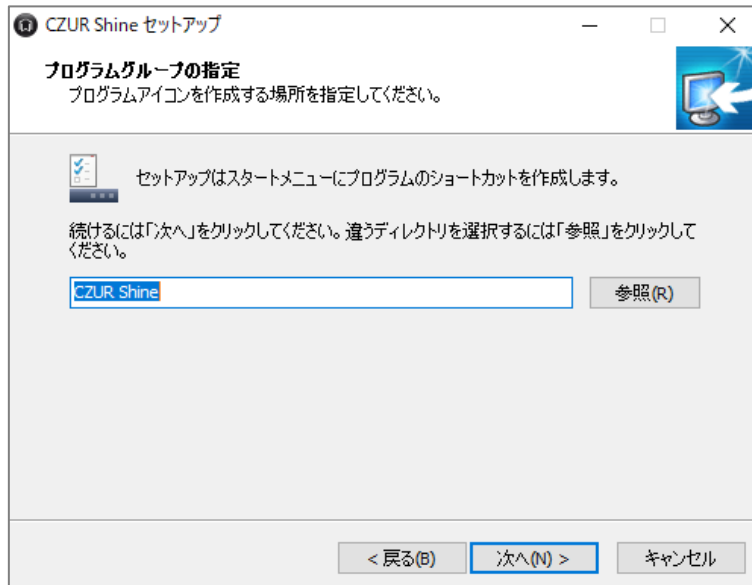 CZUR Shine セットアップ
プログラムグループの指定
プログラムアイコンを作成する場所を指定してください。
セットアップはスタートメニューにプログラムのショートカットを作成します。
続けるには「次へ」をクリックしてください。違うディレクトリを選択するには「参照」をクリックして
ください。
CZUR Shine
参照(R)
< 戻る(B)
次へ(N) >
キャンセル